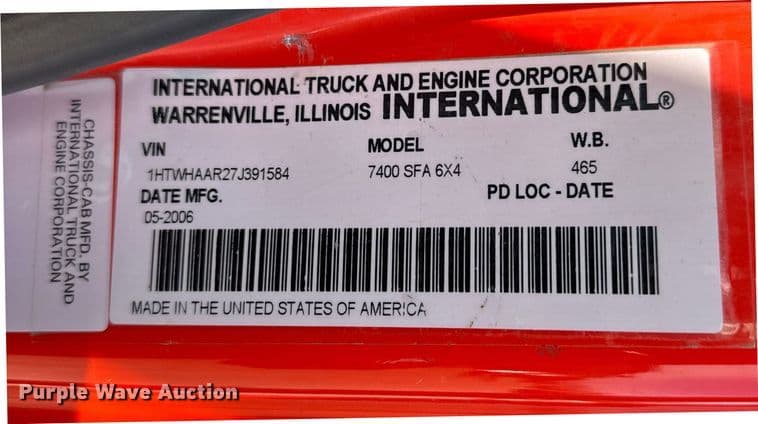 INTERNATIONAL TRUCK AND ENGINE CORPORATION
WARRENVILLE, ILLINOIS INTERNATIONAL®
VIN MODEL W.B.
1HTWHAAR27J391584 7400 SFA 6X4 465
DATE MFG. PD LOC - DATE
05-2006
MADE IN THE UNITED STATES OF AMERICA
CHASSIS-CAB MFD. BY
INTERNATIONAL TRUCK AND
ENGINE CORPORATION
Purple Wave Auction